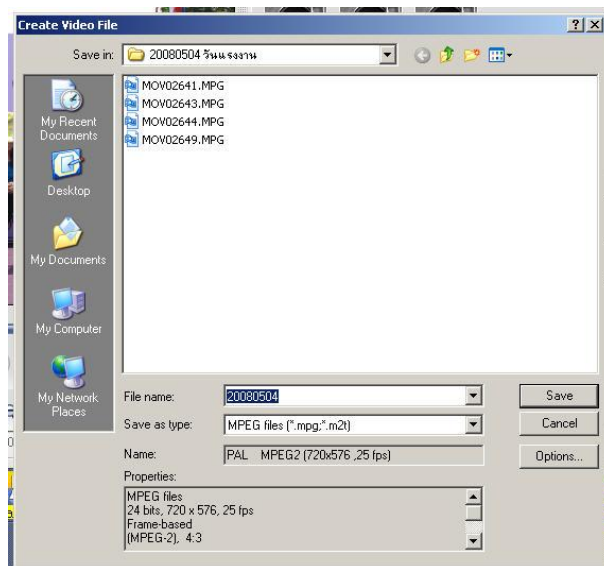 Create Video File
Save in: 20080504 วันแรงงาน
MOV02641.MPG
MOV02643.MPG
MOV02644.MPG
MOV02649.MPG
My Recent
Documents
Desktop
My Documents
My Computer
My Network
Places
File name: 20080504 Save
Save as type: MPEG files (*.mpg;*.m2t) Cancel
Name: PAL MPEG2 (720x576 ,25 fps) Options...
Properties:
MPEG files
24 bits, 720 x 576, 25 fps
Frame-based
(MPEG-2), 4:3